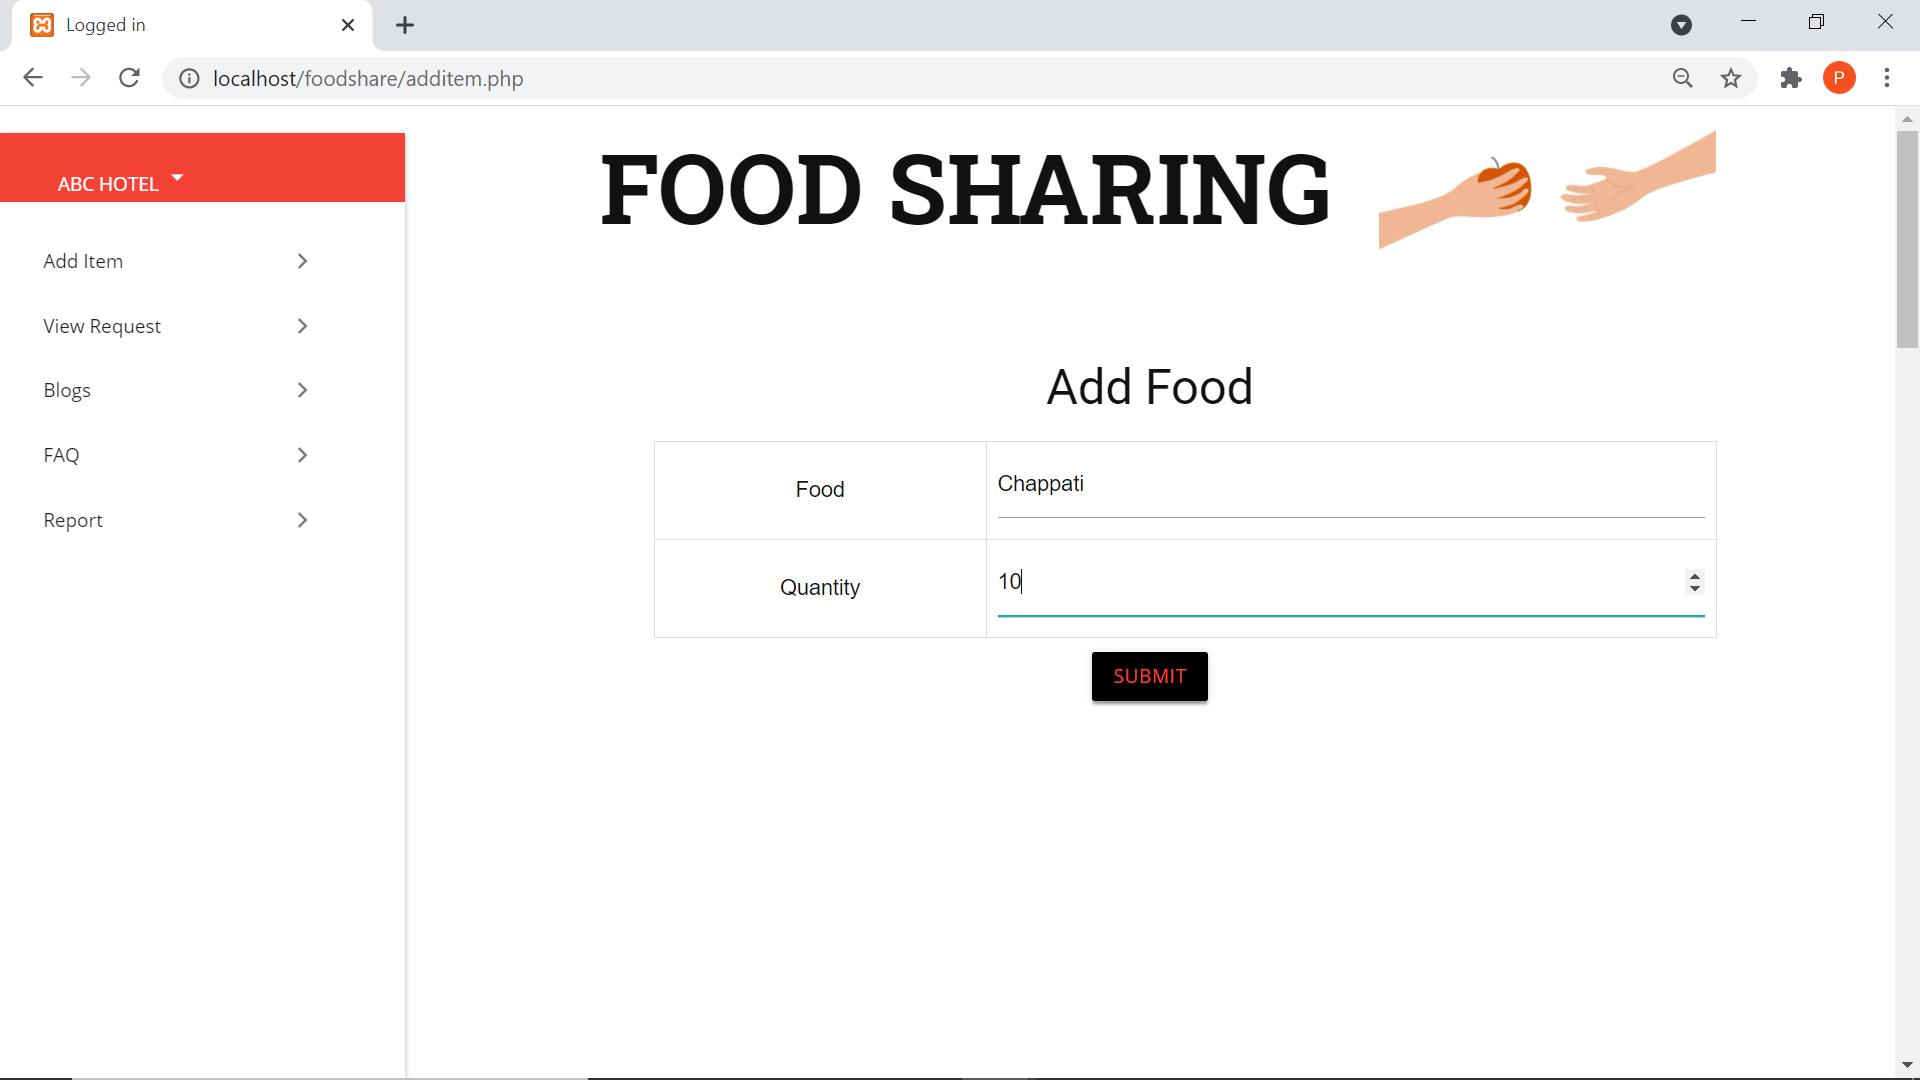 Logged in
localhost/foodshare/additem.php
P
ABC HOTEL
FOOD SHARING
Add Item
View Request
Blogs
FAQ
Report
Add Food
Food Chappati
Quantity 10
SUBMIT